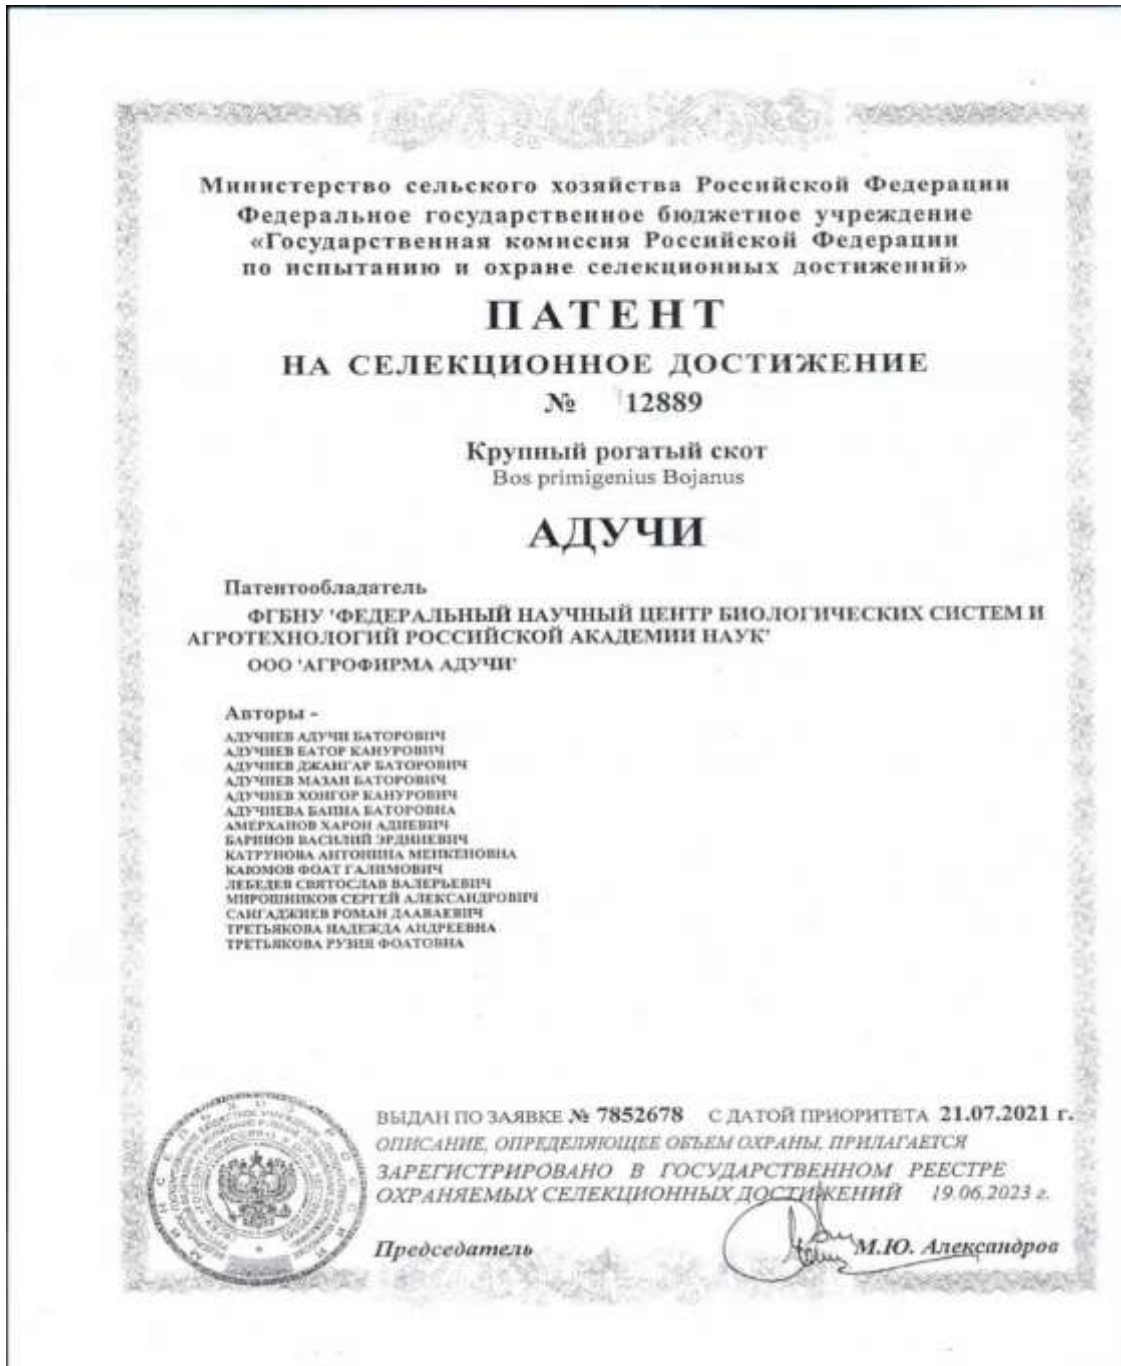 Министерство сельского хозяйства Российской Федерации
Федеральное государственное бюджетное учреждение
«Государственная комиссия Российской Федерации
по испытанию и охране селекционных достижений»
ПАТЕНТ
НА СЕЛЕКЦИОННОЕ ДОСТИЖЕНИЕ
№ 12889
Крупный рогатый скот
Bos primigenius Bojanus
АДУЧИ
Патентообладатель
ФГБНУ 'ФЕДЕРАЛЬНЫЙ НАУЧНЫЙ ЦЕНТР БИОЛОГИЧЕСКИХ СИСТЕМ И
АГРОТЕХНОЛОГИЙ РОССИЙСКОЙ АКАДЕМИИ НАУК'
ООО 'АГРОФИРМА АДУЧИ'
Авторы -
АДУЧИЕВ АДУЧИ БАТОРОВИЧ
АДУЧИЕВ БАТОР КАНУРОВИЧ
АДУЧИЕВ ДЖАНГАР БАТОРОВИЧ
АДУЧИЕВ МАЗАН БАТОРОВИЧ
АДУЧИЕВ ХОНГОР КАНУРОВИЧ
АДУЧИЕВА БАИНА БАТОРОВНА
АМЕРХАНОВ ХАРОН АДИЕВИЧ
БАРИНОВ ВАСИЛИЙ ЭРДНИЕВИЧ
КАТРУНОВА АНТОНИНА МЕНКЕНОВНА
КАЮМОВ ФОАТ ГАЛИМОВИЧ
ЛЕБЕДЕВ СВЯТОСЛАВ ВАЛЕРЬЕВИЧ
МИРОШНИКОВ СЕРГЕЙ АЛЕКСАНДРОВИЧ
САНГАДЖИЕВ РОМАН ДААВАЕВИЧ
ТРЕТЬЯКОВА НАДЕЖДА АНДРЕЕВНА
ТРЕТЬЯКОВА РУЗИЯ ФОАТОВНА
ВЫДАН ПО ЗАЯВКЕ № 7852678 С ДАТОЙ ПРИОРИТЕТА 21.07.2021 г.
ОПИСАНИЕ, ОПРЕДЕЛЯЮЩЕЕ ОБЪЕМ ОХРАНЫ, ПРИЛАГАЕТСЯ
ЗАРЕГИСТРИРОВАНО В ГОСУДАРСТВЕННОМ РЕЕСТРЕ
ОХРАНЯЕМЫХ СЕЛЕКЦИОННЫХ ДОСТИЖЕНИЙ 19.06.2023 г.
Председатель М.Ю. Александров